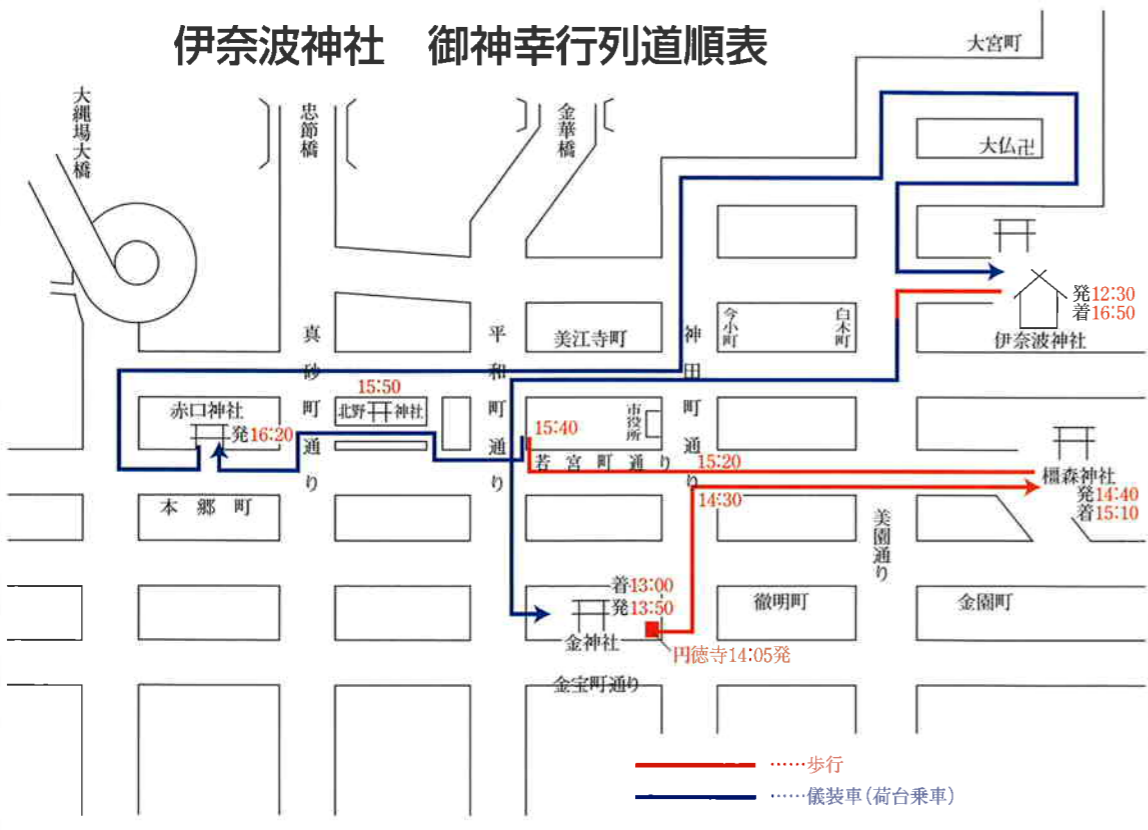 伊奈波神社 御神幸行列道順表
大宮町
大縄場大橋
忠節橋
金華橋
大仏卍
発12:30
着16:50
伊奈波神社
真砂町通り
平和町通り
美江寺町
神田町通り
今小町
白木町
15:50
北野神社
赤口神社
発16:20
15:40
市役所
若宮町通り
15:20
14:30
橿森神社
発14:40
着15:10
本郷町
美園通り
着13:00
発13:50
金神社
徹明町
金園町
円徳寺14:05発
金宝町通り
……歩行
……儀装車(荷台乗車)